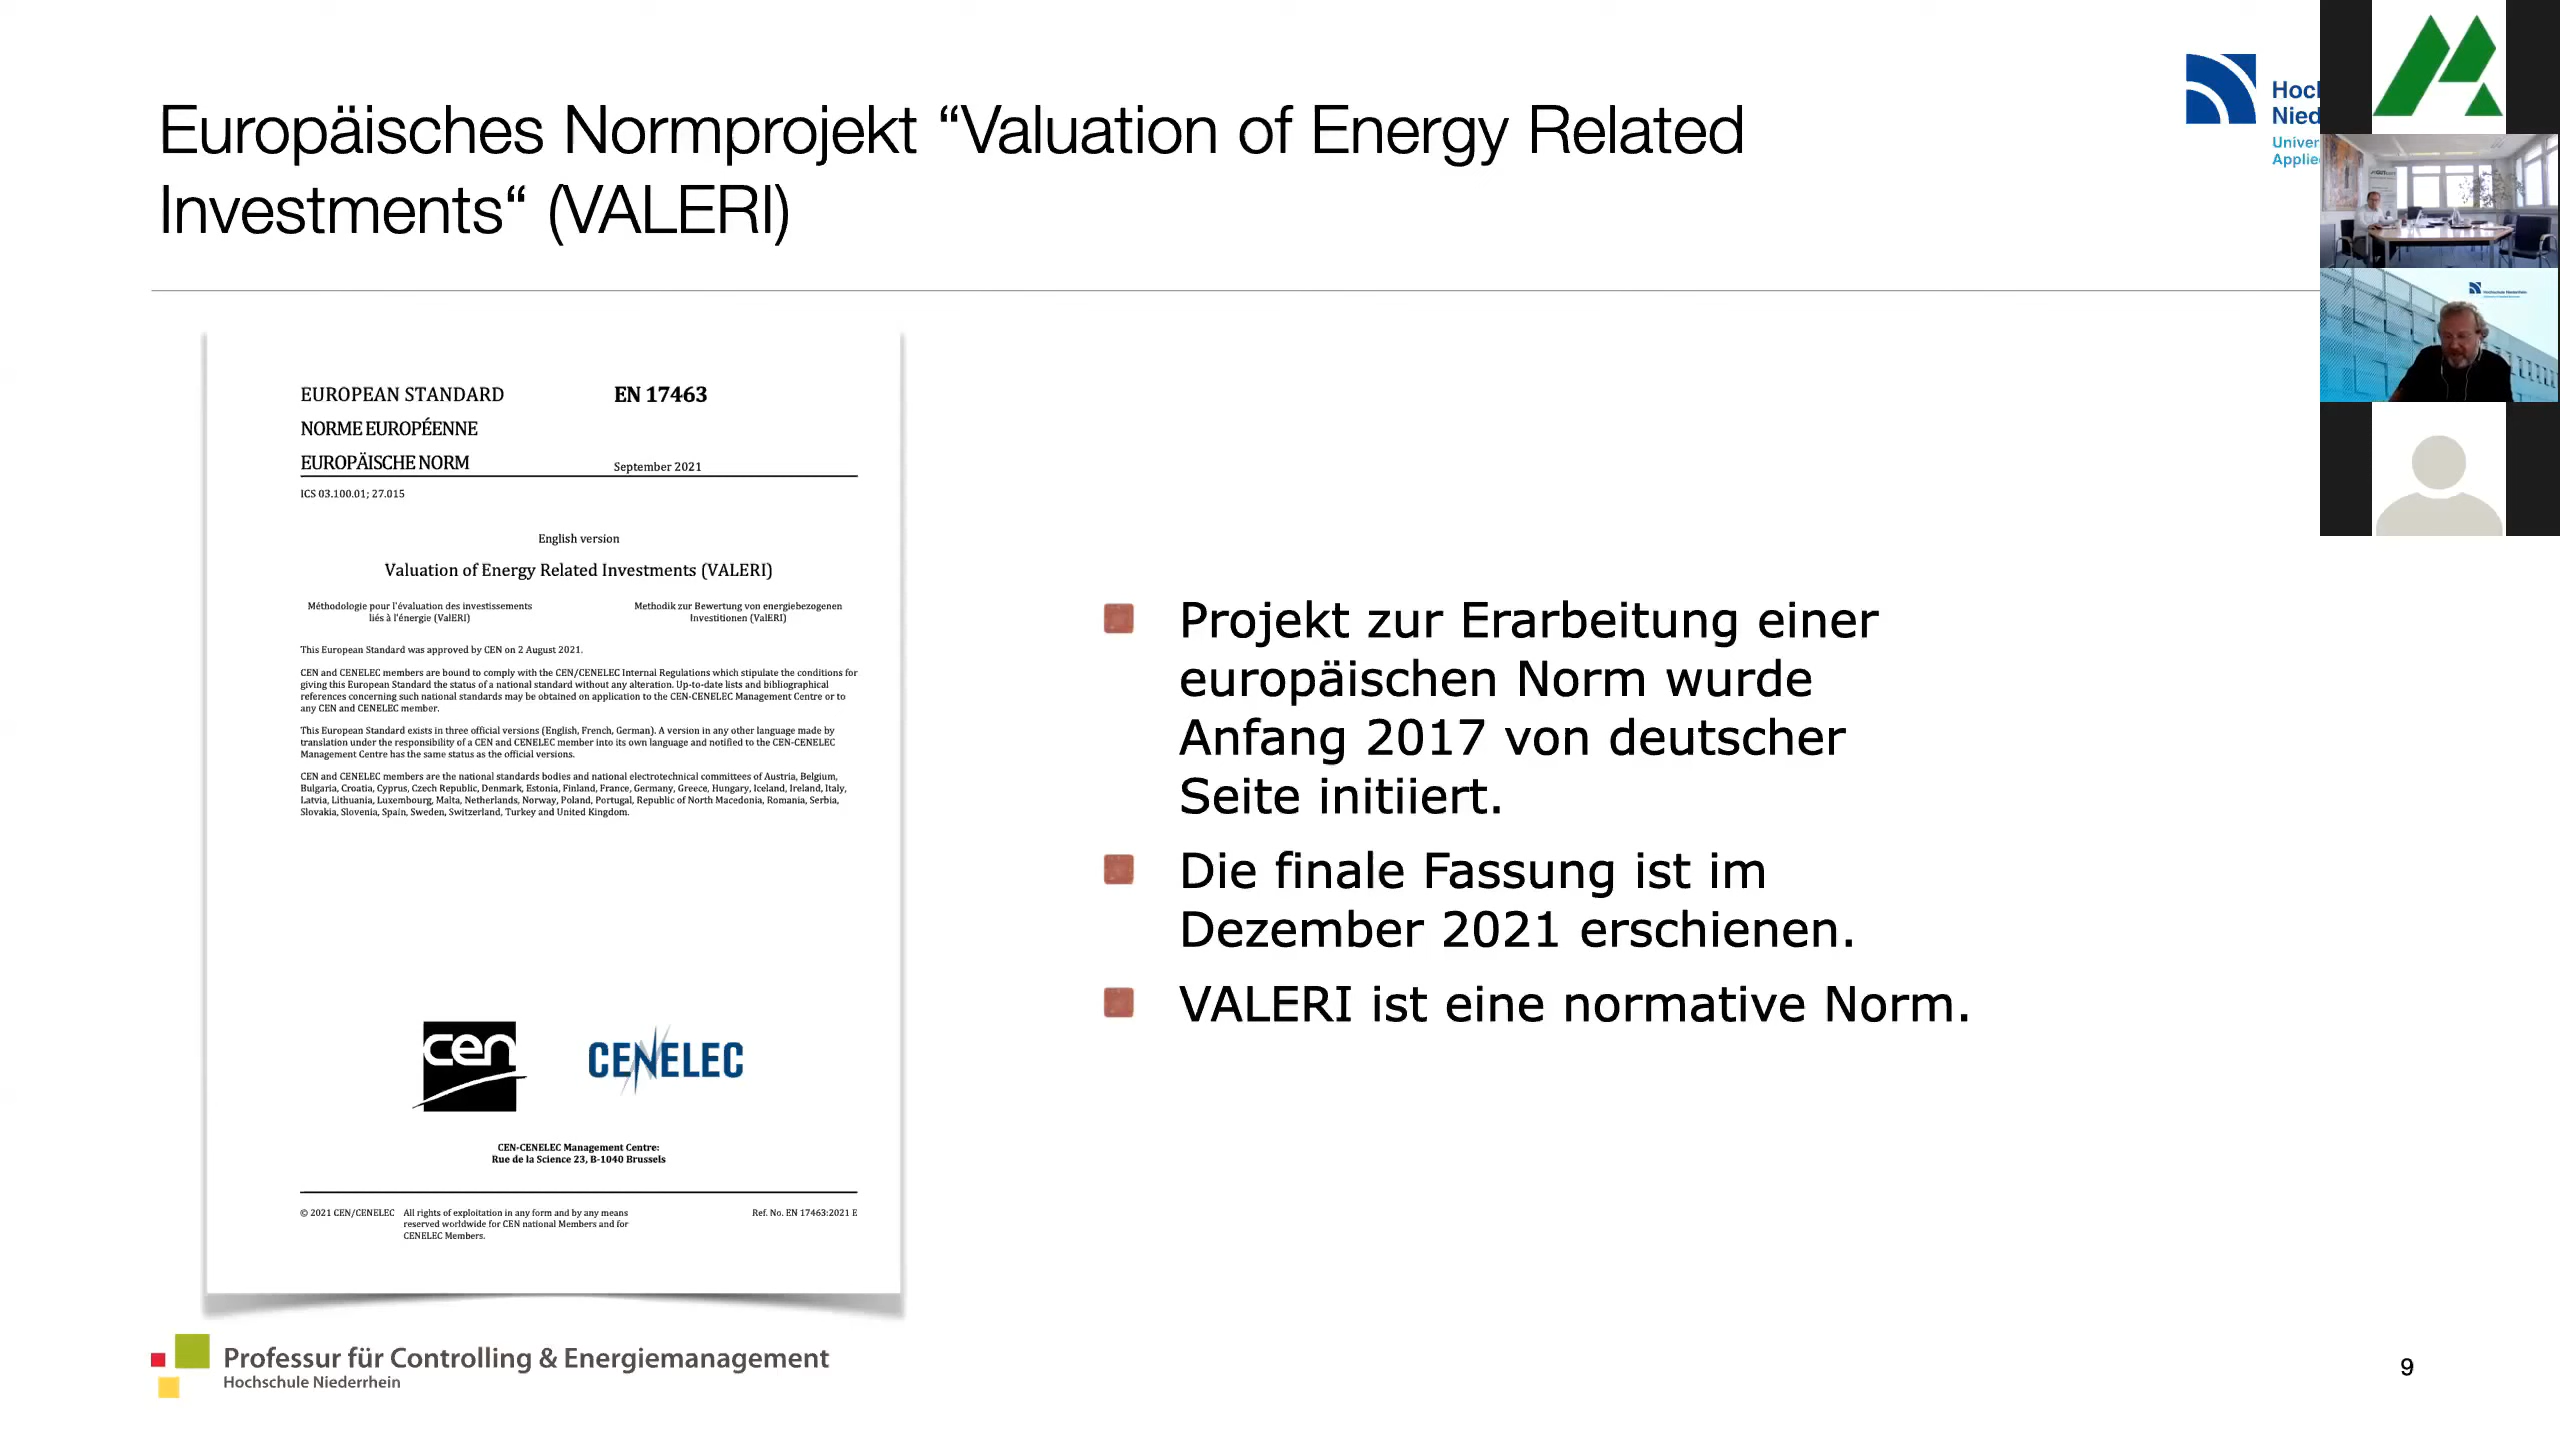 Europäisches Normprojekt “Valuation of Energy Related
Investments“ (VALERI)
Hoc
Nied
Univer
Applie
EUROPEAN STANDARD
EN 17463
NORME EUROPÉENNE
EUROPÄISCHE NORM
September 2021
ICS 03.100.01; 27.015
English version
Valuation of Energy Related Investments (VALERI)
Méthodologie pour l'évaluation des investissements
liés à l'énergie (ValERI)
Methodik zur Bewertung von energiebezogenen
Investitionen (ValERI)
This European Standard was approved by CEN on 2 August 2021.
CEN and CENELEC members are bound to comply with the CEN/CENELEC Internal Regulations which stipulate the conditions for
giving this European Standard the status of a national standard without any alteration. Up-to-date lists and bibliographical
references concerning such national standards may be obtained on application to the CEN-CENELEC Management Centre or to
any CEN and CENELEC member.
This European Standard exists in three official versions (English, French, German). A version in any other language made by
translation under the responsibility of a CEN and CENELEC member into its own language and notified to the CEN-CENELEC
Management Centre has the same status as the official versions.
CEN and CENELEC members are the national standards bodies and national electrotechnical committees of Austria, Belgium,
Bulgaria, Croatia, Cyprus, Czech Republic, Denmark, Estonia, Finland, France, Germany, Greece, Hungary, Iceland, Ireland, Italy,
Latvia, Lithuania, Luxembourg, Malta, Netherlands, Norway, Poland, Portugal, Republic of North Macedonia, Romania, Serbia,
Slovakia, Slovenia, Spain, Sweden, Switzerland, Turkey and United Kingdom.
cen
CENELEC
CEN-CENELEC Management Centre:
Rue de la Science 23, B-1040 Brussels
© 2021 CEN/CENELEC
All rights of exploitation in any form and by any means
reserved worldwide for CEN national Members and for
CENELEC Members.
Ref. No. EN 17463:2021 E
Projekt zur Erarbeitung einer
europäischen Norm wurde
Anfang 2017 von deutscher
Seite initiiert.
Die finale Fassung ist im
Dezember 2021 erschienen.
VALERI ist eine normative Norm.
Professur für Controlling & Energiemanagement
Hochschule Niederrhein
9